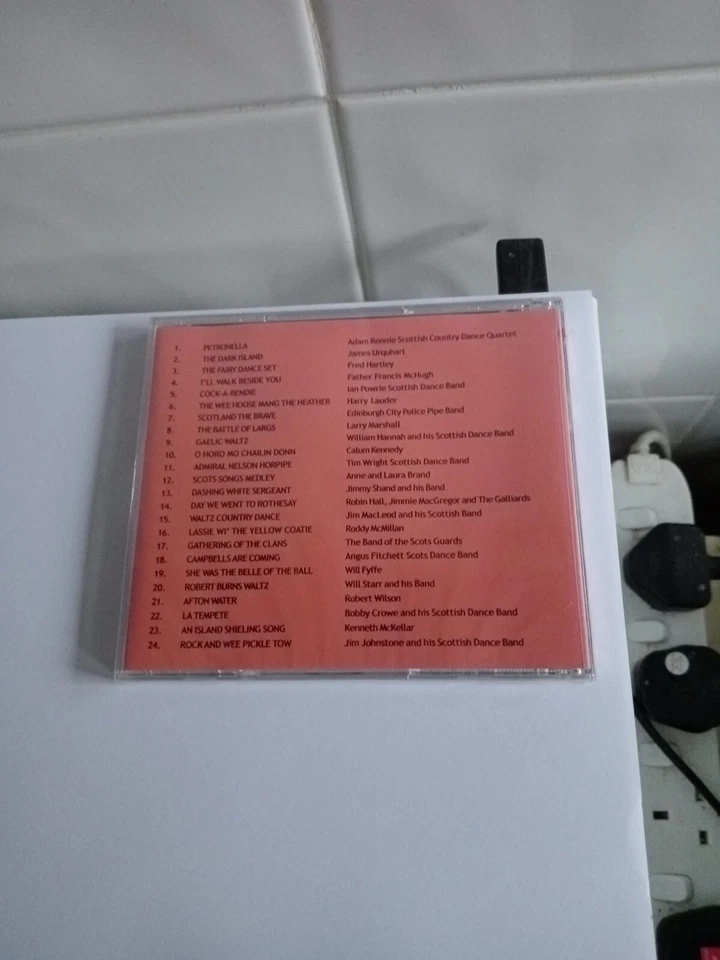 1. PETRONELLA Adam Rennie Scottish Country Dance Quartet
2. THE DARK ISLAND James Urquhart
3. THE FAIRY DANCE SET Fred Hartley
4. I'LL WALK BESIDE YOU Father Francis McHugh
5. COCK-A-BENDIE Ian Powrie Scottish Dance Band
6. THE WEE HOOSE MANG THE HEATHER Harry Lauder
7. SCOTLAND THE BRAVE Edinburgh City Police Pipe Band
8. THE BATTLE OF LARGS Larry Marshall
9. GAELIC WALTZ William Hannah and his Scottish Dance Band
10. O HORO MO CHAILIN DONN Calum Kennedy
11. ADMIRAL NELSON HORPIPE Tim Wright Scottish Dance Band
12. SCOTS SONGS MEDLEY Anne and Laura Brand
13. DASHING WHITE SERGEANT Jimmy Shand and his Band
14. DAY WE WENT TO ROTHESAY Robin Hall, Jimmie MacGregor and The Galliards
15. WALTZ COUNTRY DANCE Jim MacLeod and his Scottish Band
16. LASSIE WI' THE YELLOW COATIE Roddy McMillan
17. GATHERING OF THE CLANS The Band of the Scots Guards
18. CAMPBELLS ARE COMING Angus Fitchett Scots Dance Band
19. SHE WAS THE BELLE OF THE BALL Will Fyffe
20. ROBERT BURNS WALTZ Will Starr and his Band
21. AFTON WATER Robert Wilson
22. LA TEMPETE Bobby Crowe and his Scottish Dance Band
23. AN ISLAND SHIELING SONG Kenneth McKellar
24. ROCK AND WEE PICKLE TOW Jim Johnstone and his Scottish Dance Band